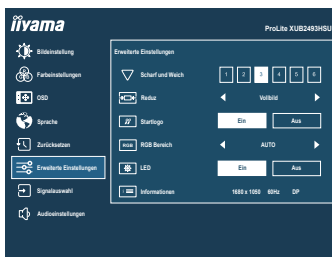 iiyama
ProLite XUB2493HSU
Bildeinstellung
Erweiterte Einstellungen
Farbeinstellungen
Scharf und Weich 1 2 3 4 5 6
OSD
Reduz Vollbild
Sprache
Startlogo Ein Aus
Zurücksetzen
RGB RGB Bereich AUTO
Erweiterte Einstellungen
LED Ein Aus
Signalauswahl
Informationen 1680 x 1050 60Hz DP
Audioeinstellungen